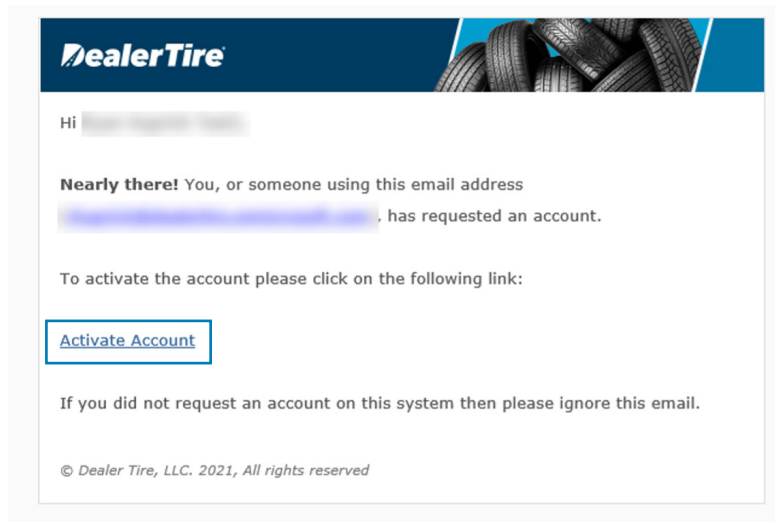 DealerTire
Hi
Nearly there! You, or someone using this email address
, has requested an account.
To activate the account please click on the following link:
Activate Account
If you did not request an account on this system then please ignore this email.
© Dealer Tire, LLC. 2021, All rights reserved